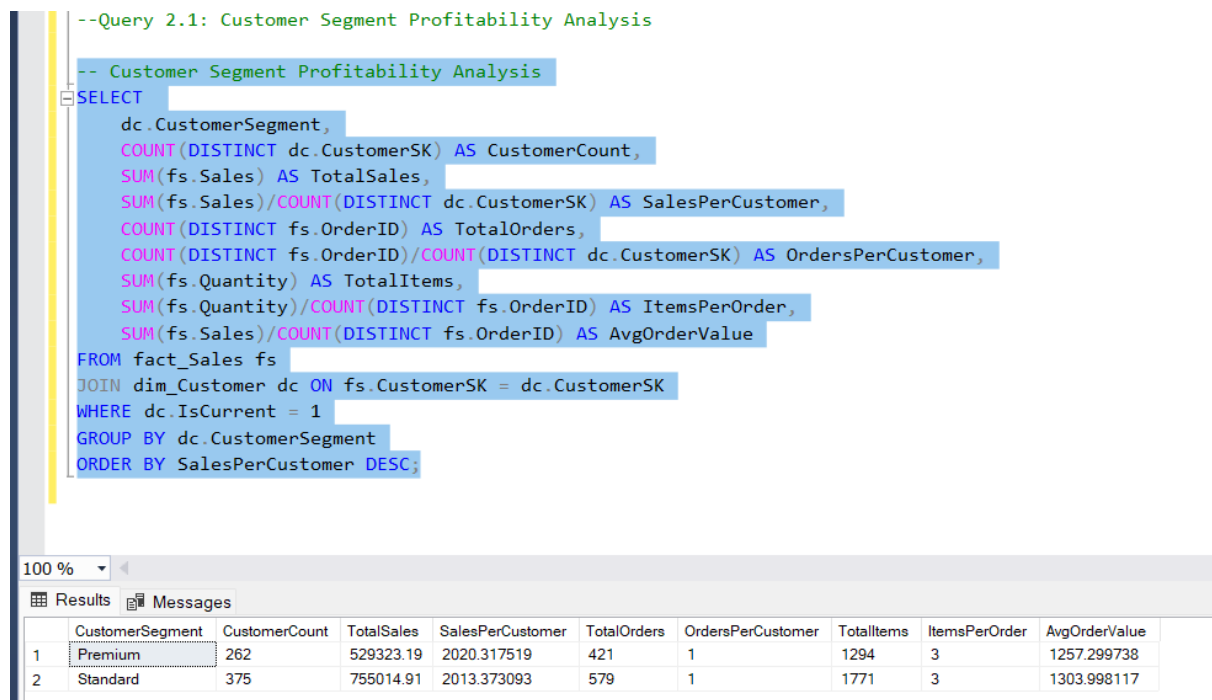 --Query 2.1: Customer Segment Profitability Analysis
-- Customer Segment Profitability Analysis
SELECT
dc.CustomerSegment,
COUNT(DISTINCT dc.CustomerSK) AS CustomerCount,
SUM(fs.Sales) AS TotalSales,
SUM(fs.Sales)/COUNT(DISTINCT dc.CustomerSK) AS SalesPerCustomer,
COUNT(DISTINCT fs.OrderID) AS TotalOrders,
COUNT(DISTINCT fs.OrderID)/COUNT(DISTINCT dc.CustomerSK) AS OrdersPerCustomer,
SUM(fs.Quantity) AS TotalItems,
SUM(fs.Quantity)/COUNT(DISTINCT fs.OrderID) AS ItemsPerOrder,
SUM(fs.Sales)/COUNT(DISTINCT fs.OrderID) AS AvgOrderValue
FROM fact_Sales fs
JOIN dim_Customer dc ON fs.CustomerSK = dc.CustomerSK
WHERE dc.IsCurrent = 1
GROUP BY dc.CustomerSegment
ORDER BY SalesPerCustomer DESC;
100 %
Results Messages
CustomerSegment CustomerCount TotalSales SalesPerCustomer TotalOrders OrdersPerCustomer TotalItems ItemsPerOrder AvgOrderValue
1 Premium 262 529323.19 2020.317519 421 1 1294 3 1257.299738
2 Standard 375 755014.91 2013.373093 579 1 1771 3 1303.998117